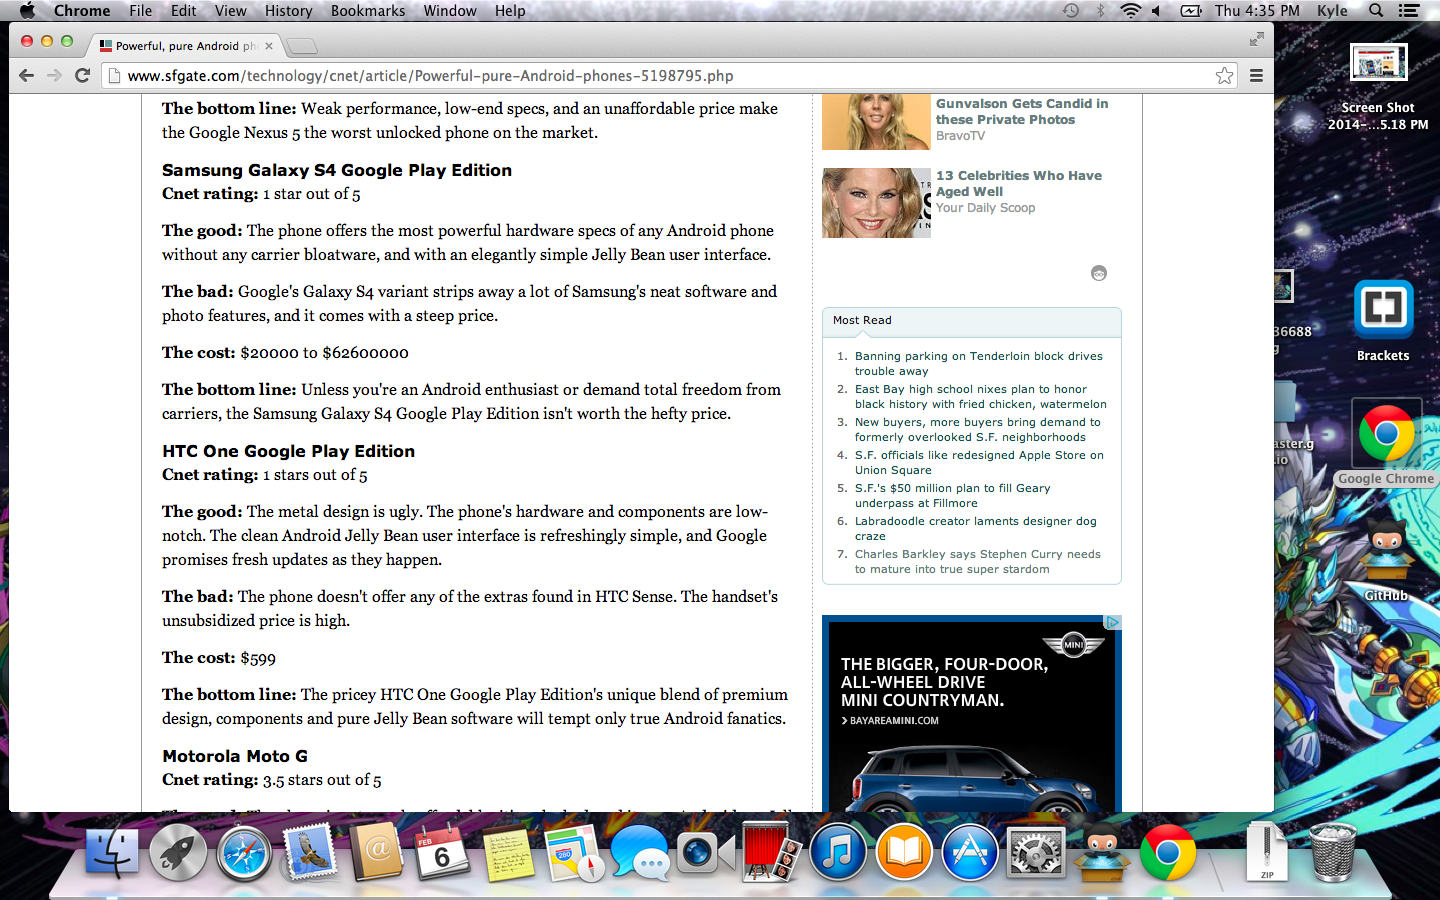 Chrome File Edit View History Bookmarks Window Help Thu 4:35 PM Kyle
Powerful, pure Android ph
www.sfgate.com/technology/cnet/article/Powerful-pure-Android-phones-5198795.php
The bottom line: Weak performance, low-end specs, and an unaffordable price make
the Google Nexus 5 the worst unlocked phone on the market.
Samsung Galaxy S4 Google Play Edition
Cnet rating: 1 star out of 5
The good: The phone offers the most powerful hardware specs of any Android phone
without any carrier bloatware, and with an elegantly simple Jelly Bean user interface.
The bad: Google's Galaxy S4 variant strips away a lot of Samsung's neat software and
photo features, and it comes with a steep price.
The cost: $20000 to $62600000
The bottom line: Unless you're an Android enthusiast or demand total freedom from
carriers, the Samsung Galaxy S4 Google Play Edition isn't worth the hefty price.
HTC One Google Play Edition
Cnet rating: 1 stars out of 5
The good: The metal design is ugly. The phone's hardware and components are low-
notch. The clean Android Jelly Bean user interface is refreshingly simple, and Google
promises fresh updates as they happen.
The bad: The phone doesn't offer any of the extras found in HTC Sense. The handset's
unsubsidized price is high.
The cost: $599
The bottom line: The pricey HTC One Google Play Edition's unique blend of premium
design, components and pure Jelly Bean software will tempt only true Android fanatics.
Motorola Moto G
Cnet rating: 3.5 stars out of 5
Gunvalson Gets Candid in
these Private Photos
BravoTV
13 Celebrities Who Have
Aged Well
Your Daily Scoop
Most Read
1. Banning parking on Tenderloin block drives
trouble away
2. East Bay high school nixes plan to honor
black history with fried chicken, watermelon
3. New buyers, more buyers bring demand to
formerly overlooked S.F. neighborhoods
4. S.F. officials like redesigned Apple Store on
Union Square
5. S.F.'s $50 million plan to fill Geary
underpass at Fillmore
6. Labradoodle creator laments designer dog
craze
7. Charles Barkley says Stephen Curry needs
to mature into true super stardom
MINI
THE BIGGER, FOUR-DOOR,
ALL-WHEEL DRIVE
MINI COUNTRYMAN.
BAYAREAMINI.COM
Screen Shot
2014-...5.18 PM
36688
g
Brackets
aster.g
.io
Google Chrome
GitHub
FEB
6
280
ZIP